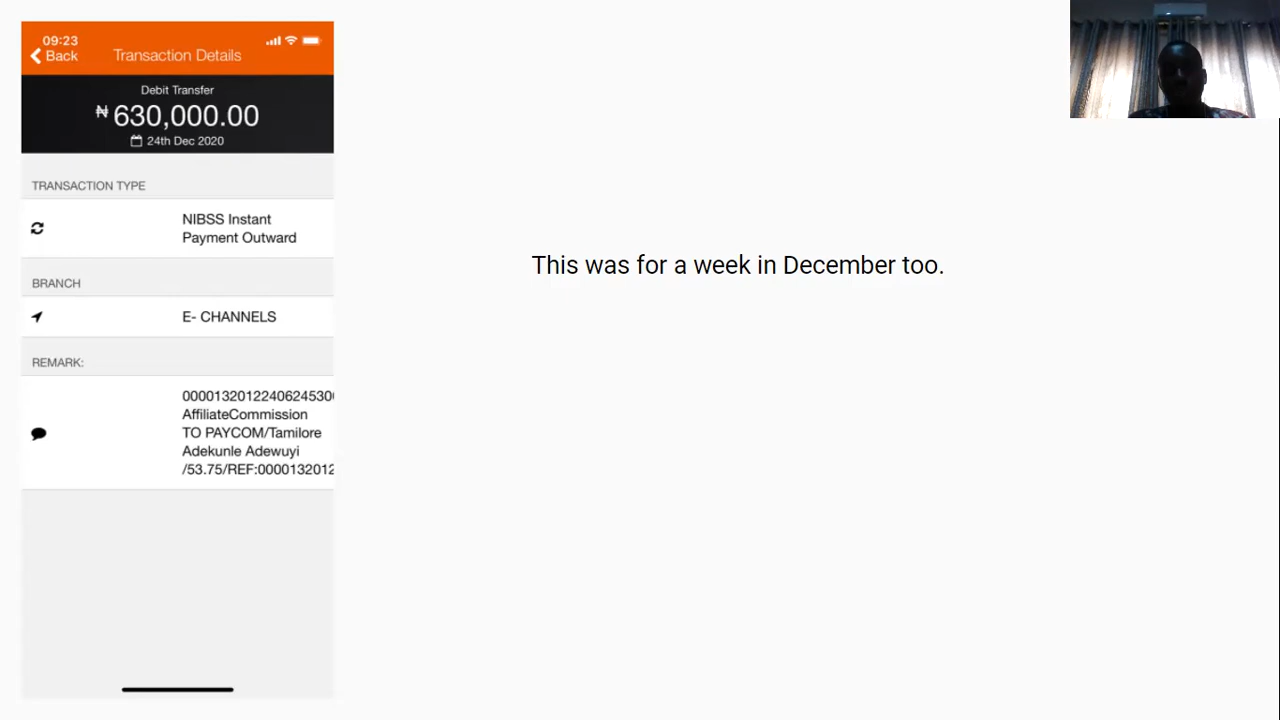 09:23
Back
Transaction Details
Debit Transfer
₦630,000.00
24th Dec 2020
TRANSACTION TYPE
NIBSS Instant
Payment Outward
BRANCH
E- CHANNELS
REMARK:
AffiliateCommission
TO PAYCOM/Tamilore
Adekunle Adewuyi
/53.75/REF:0000132012
This was for a week in December too.